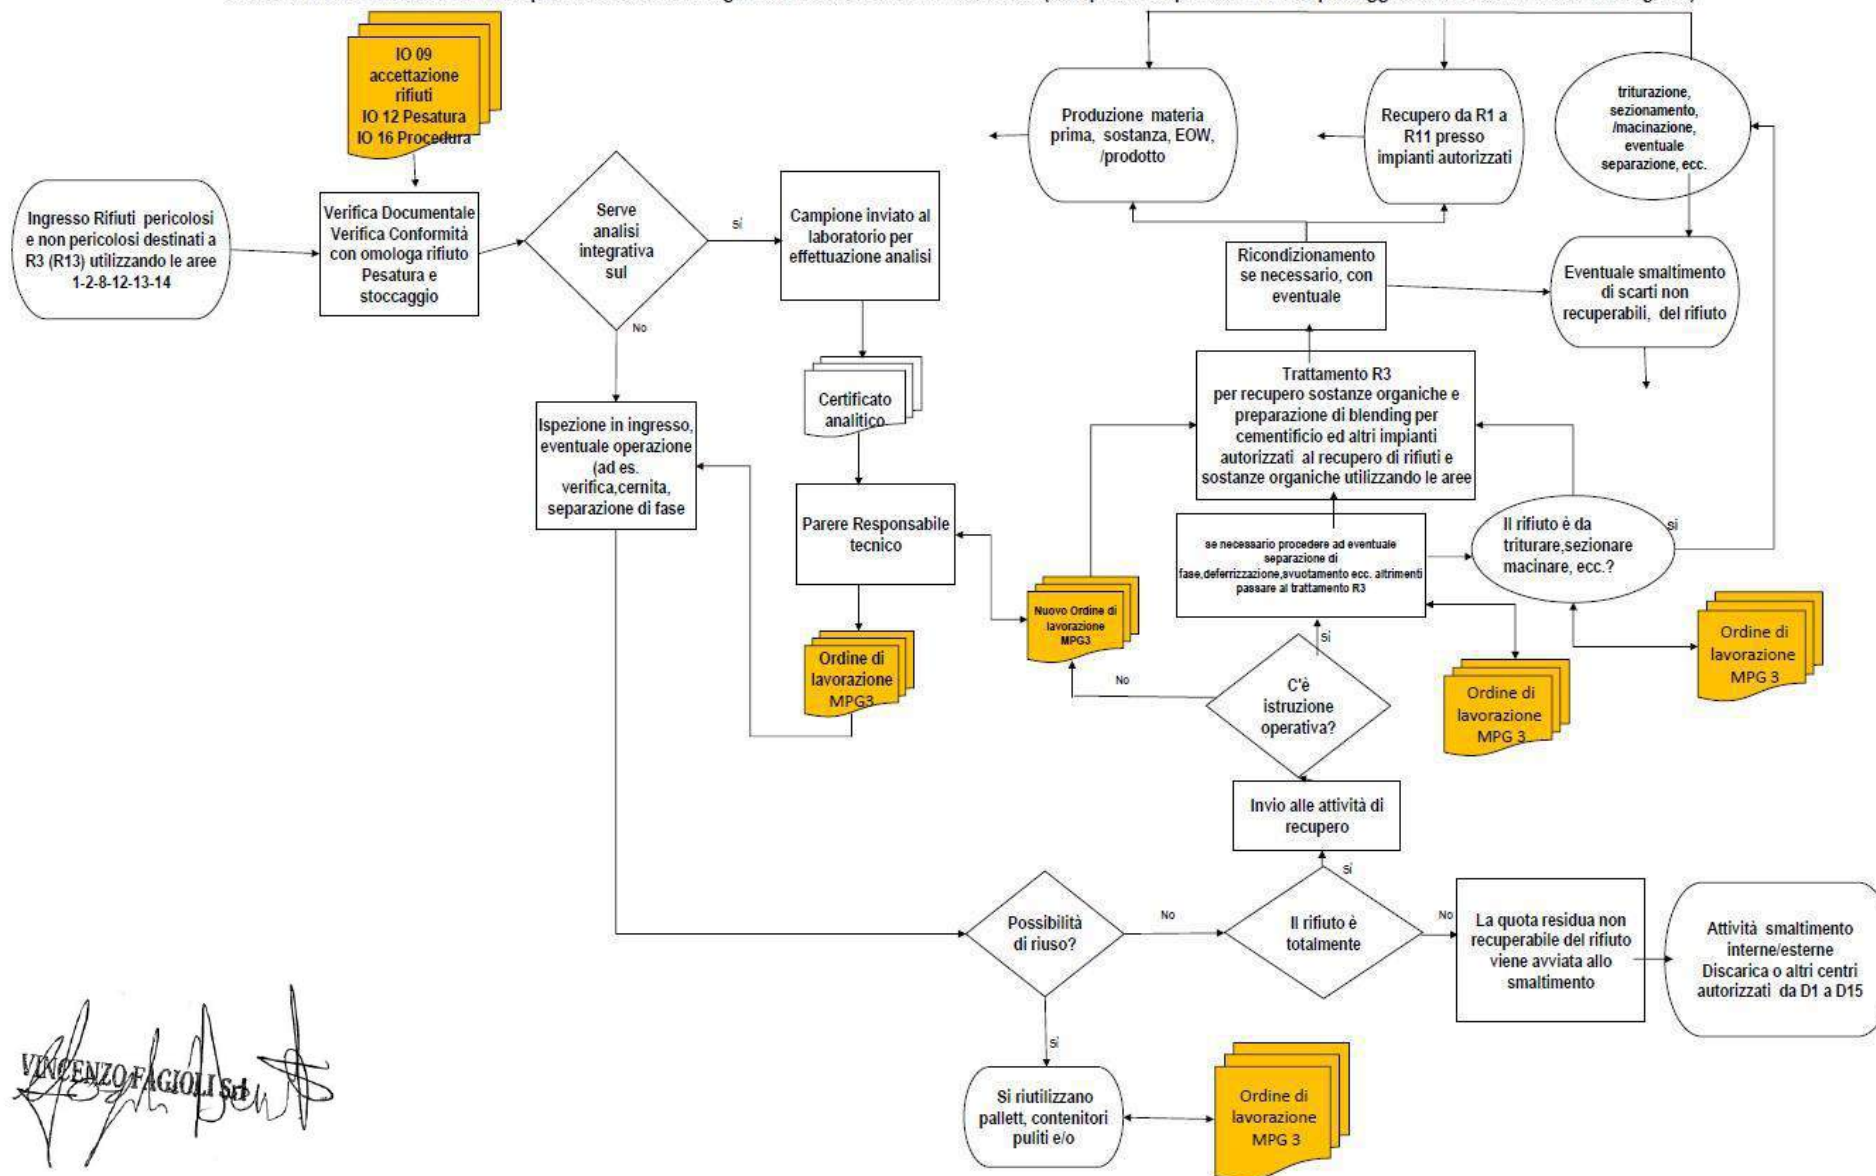 IO 09
accettazione
rifiuti
IO 12 Pesatura
IO 16 Procedura
Ingresso Rifiuti pericolosi
e non pericolosi destinati a
R3 (R13) utilizzando le aree
1-2-8-12-13-14
Verifica Documentale
Verifica Conformità
con omologa rifiuto
Pesatura e
stoccaggio
Serve
analisi
integrativa
sul
si
No
Campione inviato al
laboratorio per
effettuazione analisi
Certificato
analitico
Ispezione in ingresso,
eventuale operazione
(ad es.
verifica,cernita,
separazione di fase
Parere Responsabile
tecnico
Ordine di
lavorazione
MPG3
Produzione materia
prima, sostanza, EOW,
/prodotto
Recupero da R1 a
R11 presso
impianti autorizzati
triturazione,
sezionamento,
/macinazione,
eventuale
separazione, ecc.
Ricondizionamento
se necessario, con
eventuale
Eventuale smaltimento
di scarti non
recuperabili, del rifiuto
Trattamento R3
per recupero sostanze organiche e
preparazione di blending per
cementificio ed altri impianti
autorizzati al recupero di rifiuti e
sostanze organiche utilizzando le aree
se necessario procedere ad eventuale
separazione di
fase,deferrizzazione,svuotamento ecc. altrimenti
passare al trattamento R3
Il rifiuto è da
triturare,sezionare
macinare, ecc.?
si
Nuovo Ordine di
lavorazione
MPG3
Ordine di
lavorazione
MPG 3
Ordine di
lavorazione
MPG 3
si
No
C'è
istruzione
operativa?
Invio alle attività di
recupero
si
Possibilità
di riuso?
No
Il rifiuto è
totalmente
No
La quota residua non
recuperabile del rifiuto
viene avviata allo
smaltimento
Attività smaltimento
interne/esterne
Discarica o altri centri
autorizzati da D1 a D15
si
Si riutilizzano
pallett, contenitori
puliti e/o
Ordine di
lavorazione
MPG 3
VINCENZO FAGIOLI Srl